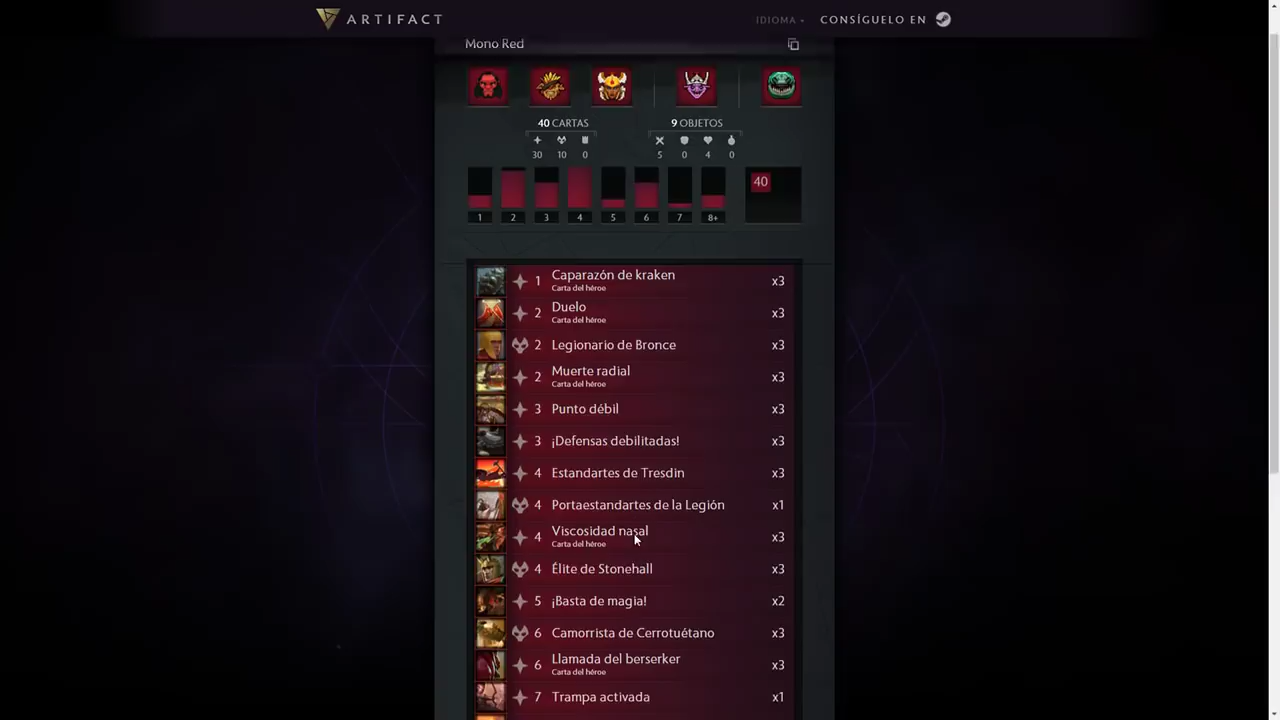 ARTIFACT
IDIOMA
CONSÍGUELO EN
Mono Red
40 CARTAS
9 OBJETOS
30 10 0
5 0 4 0
40
1 2 3 4 5 6 7 8+
1 Caparazón de kraken x3
Carta del héroe
2 Duelo x3
Carta del héroe
2 Legionario de Bronce x3
2 Muerte radial x3
Carta del héroe
3 Punto débil x3
3 ¡Defensas debilitadas! x3
4 Estandartes de Tresdin x3
4 Portaestandartes de la Legión x1
4 Viscosidad nasal x3
Carta del héroe
4 Élite de Stonehall x3
5 ¡Basta de magia! x2
6 Camorrista de Cerrotuétano x3
6 Llamada del berserker x3
Carta del héroe
7 Trampa activada x1